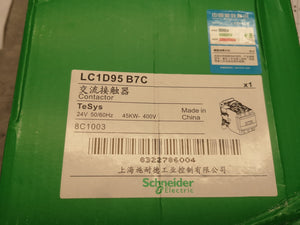 LC1D95 B7C
交流接触器
Contactor
x1
TeSys
Made in
China
24V 50/60Hz 45KW- 400V
8C1003
6322786004
上海施耐德工业控制有限公司
Schneider
Electric